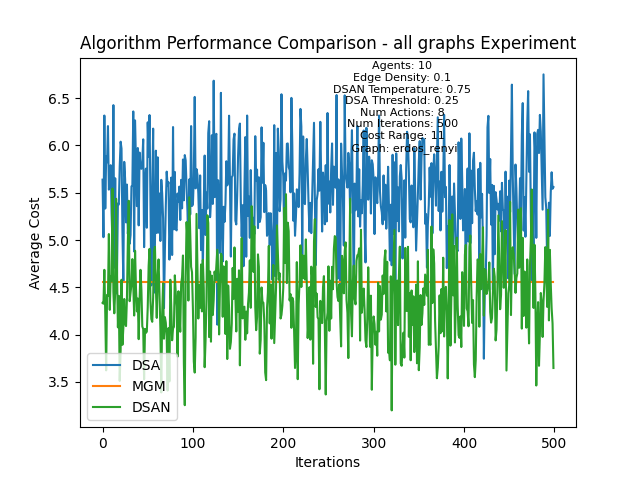 Algorithm Performance Comparison - all graphs Experiment
Agents: 10
Edge Density: 0.1
DSAN Temperature: 0.75
DSA Threshold: 0.25
Num Actions: 8
Num Iterations: 500
Cost Range: 11
Graph: erdos_renyi
Average Cost
6.5
6.0
5.5
5.0
4.5
4.0
3.5
DSA
MGM
DSAN
0
100
200
300
400
500
Iterations